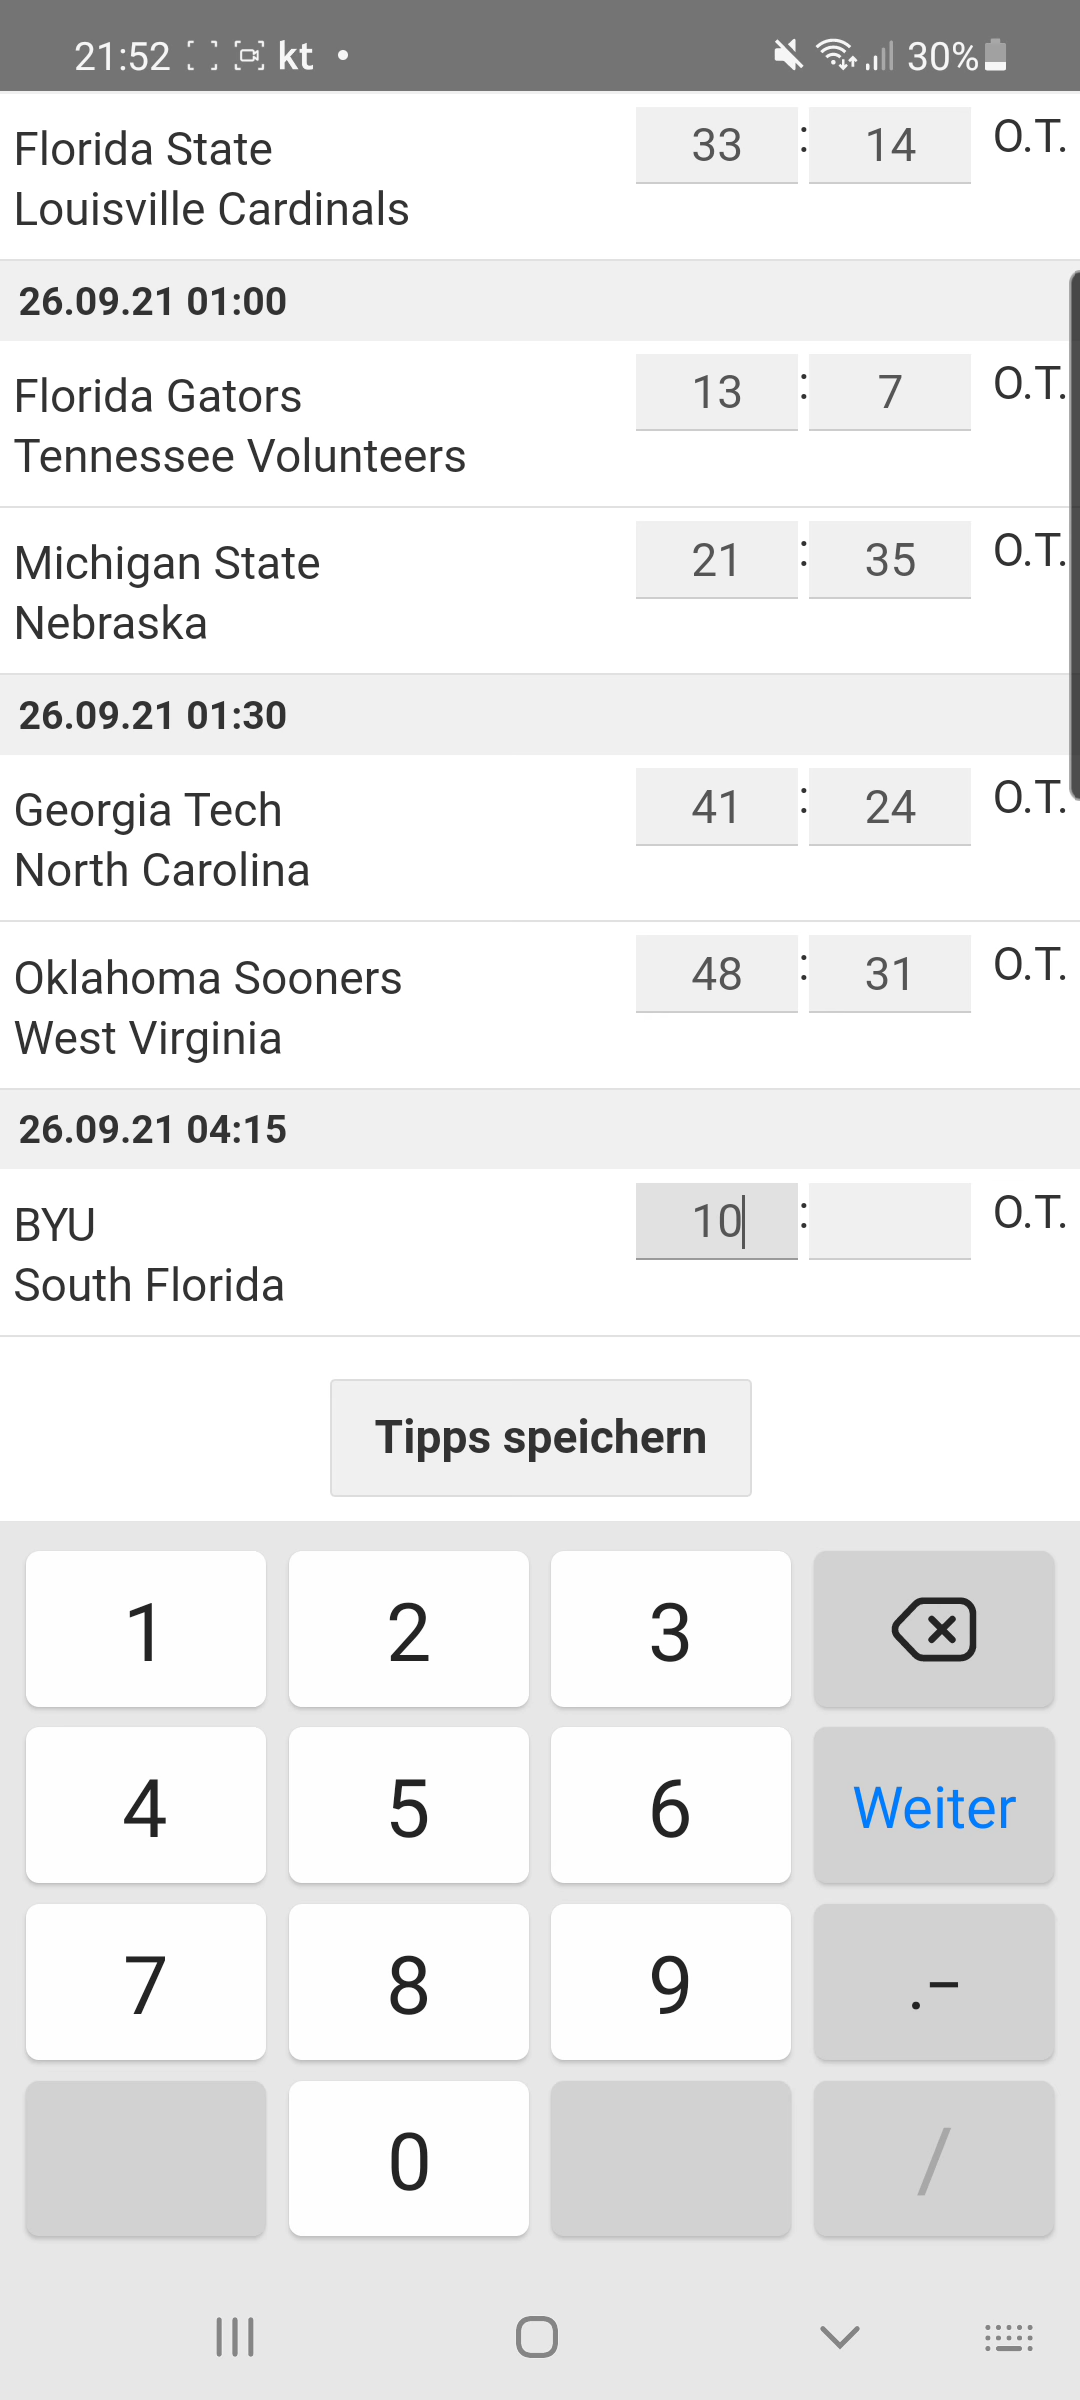 21:52 kt • 30%
Florida State 33 : 14 O.T.
Louisville Cardinals
26.09.21 01:00
Florida Gators 13 : 7 O.T.
Tennessee Volunteers
Michigan State 21 : 35 O.T.
Nebraska
26.09.21 01:30
Georgia Tech 41 : 24 O.T.
North Carolina
Oklahoma Sooners 48 : 31 O.T.
West Virginia
26.09.21 04:15
BYU 10 : O.T.
South Florida
Tipps speichern
1 2 3
4 5 6 Weiter
7 8 9 .-
0 /